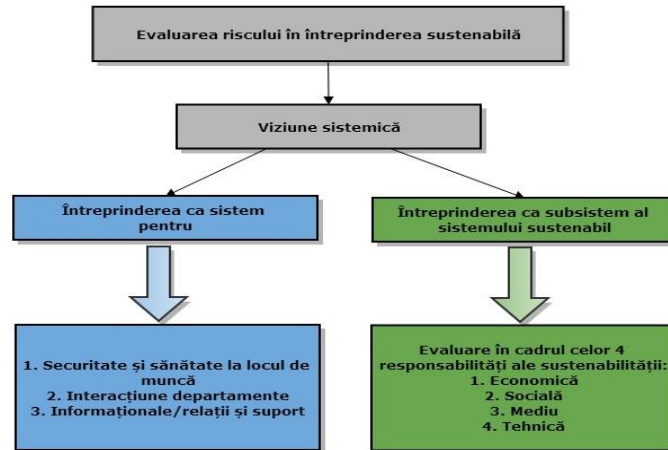 Evaluarea riscului în întreprinderea sustenabilă
Viziune sistemică
Întreprinderea ca sistem
pentru
Întreprinderea ca subsistem al
sistemului sustenabil
1. Securitate și sănătate la locul de
muncă
2. Interacțiune departamente
3. Informaționale/relații și suport
Evaluare în cadrul celor 4
responsabilități ale sustenabilității:
1. Economică
2. Socială
3. Mediu
4. Tehnică